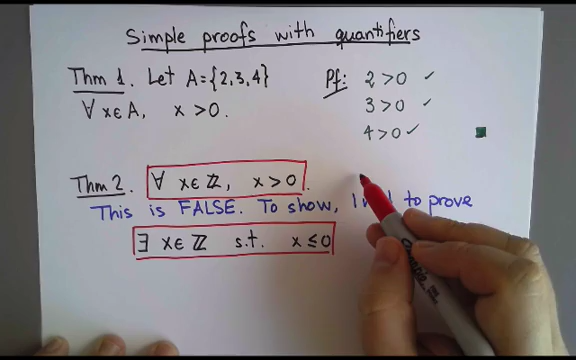 Simple proofs with quantifiers
Thm 1. Let A={2,3,4}
∀ x∈A, x >0.
Pf: 2 >0 ✓
3 >0 ✓
4 >0 ✓ ■
Thm 2. ∀ x∈ℤ, x>0.
This is FALSE. To show, I to prove
∃ x∈ℤ s.t. x ≤0